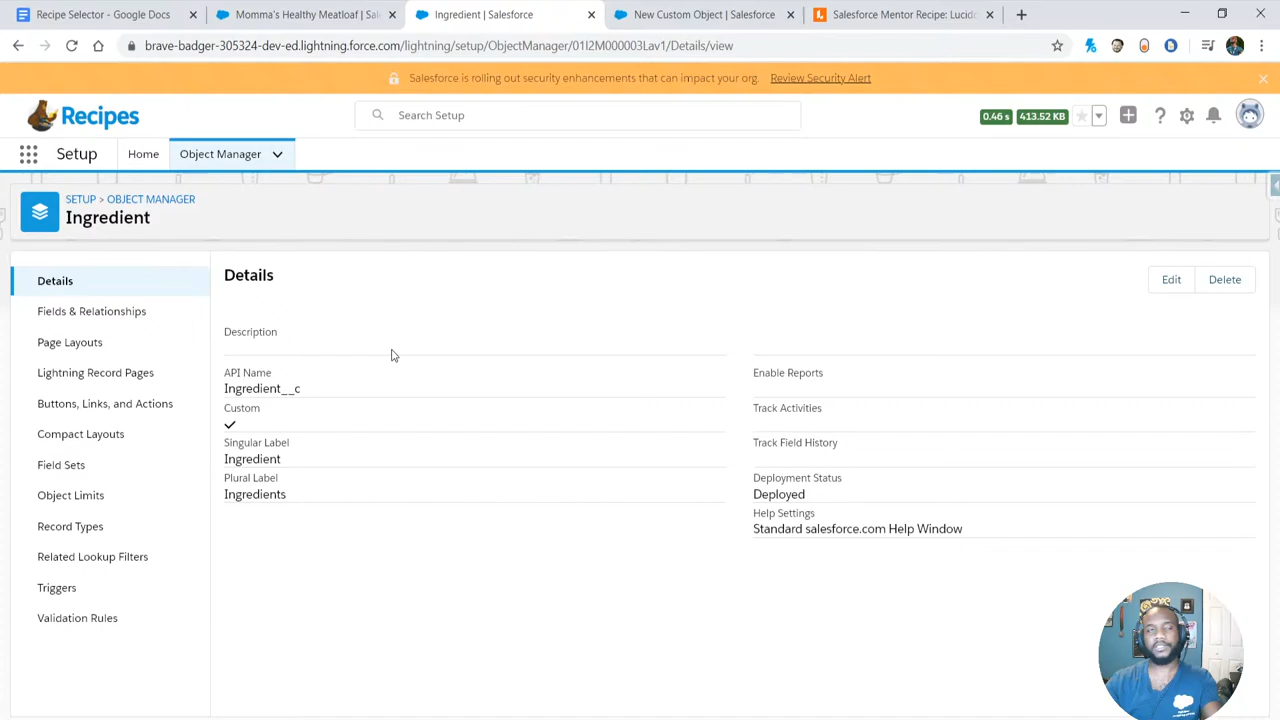 Recipe Selector - Google Docs
Momma's Healthy Meatloaf | Sal
Ingredient | Salesforce
New Custom Object | Salesforce
Salesforce Mentor Recipe: Lucid
brave-badger-305324-dev-ed.lightning.force.com/lightning/setup/ObjectManager/01I2M000003Lav1/Details/view
Salesforce is rolling out security enhancements that can impact your org. Review Security Alert
Recipes
Search Setup
0.46 s
413.52 KB
Setup
Home
Object Manager
SETUP > OBJECT MANAGER
Ingredient
Details
Fields & Relationships
Page Layouts
Lightning Record Pages
Buttons, Links, and Actions
Compact Layouts
Field Sets
Object Limits
Record Types
Related Lookup Filters
Triggers
Validation Rules
Details
Edit
Delete
Description
API Name
Ingredient__c
Custom
Singular Label
Ingredient
Plural Label
Ingredients
Enable Reports
Track Activities
Track Field History
Deployment Status
Deployed
Help Settings
Standard salesforce.com Help Window